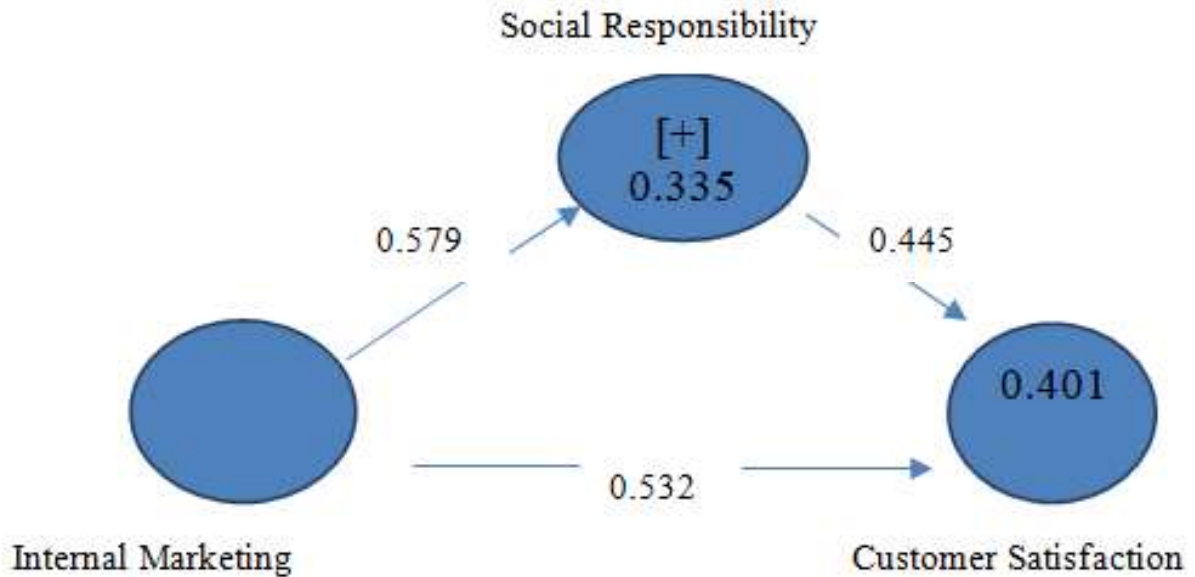 Social Responsibility
[+]
0.335
0.579
0.445
0.401
0.532
Internal Marketing
Customer Satisfaction